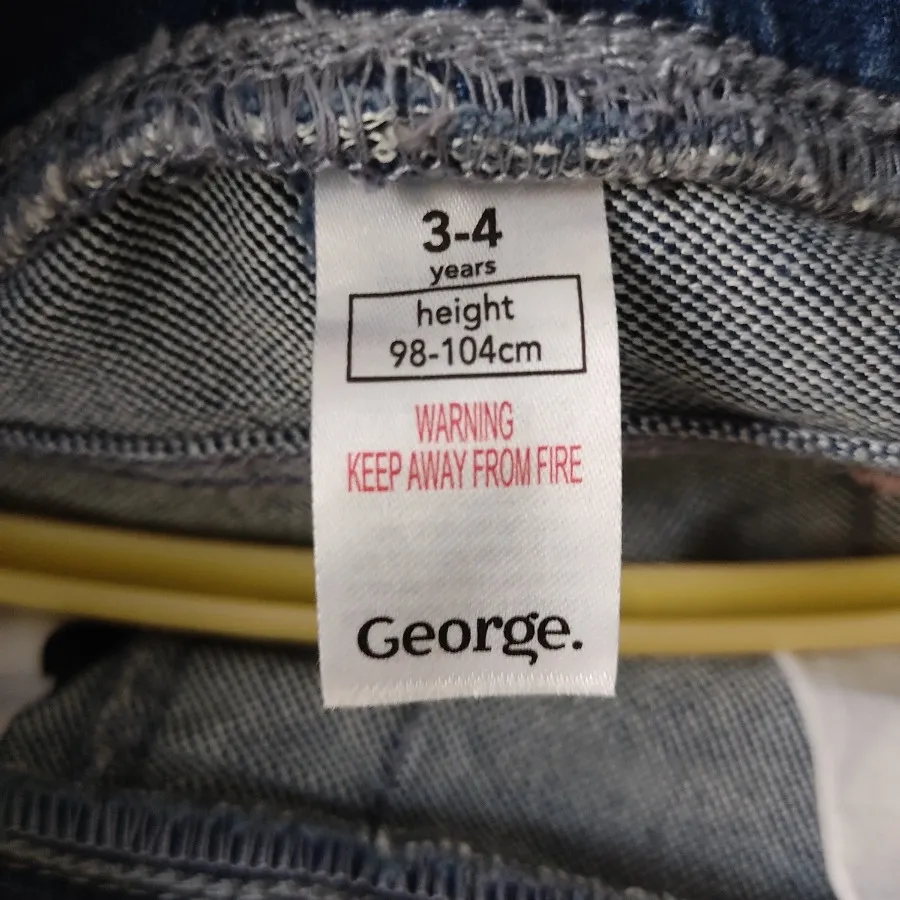 3-4
years
height
98-104cm
WARNING
KEEP AWAY FROM FIRE
George.